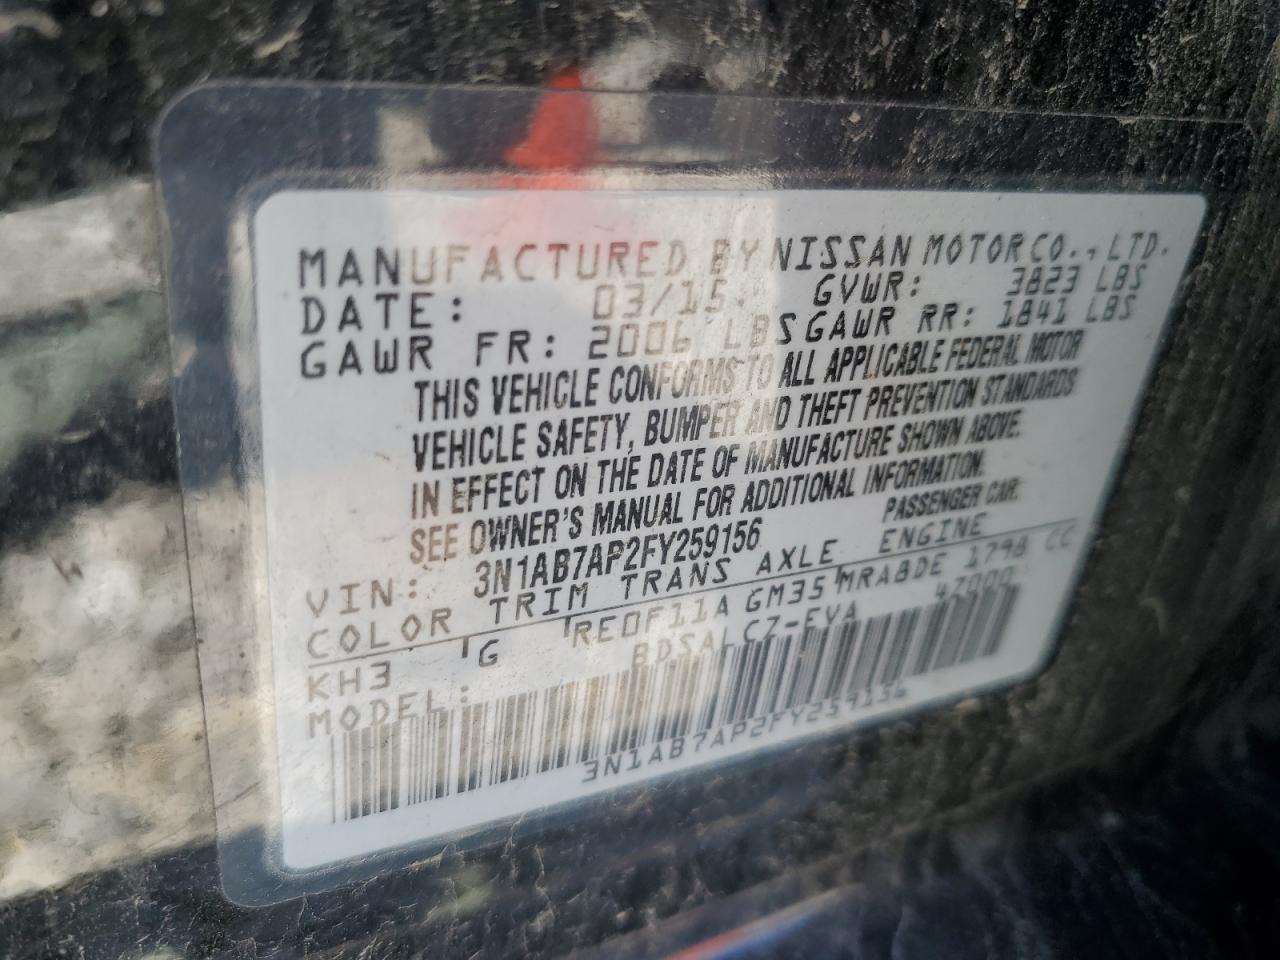 MANUFACTURED BY NISSAN MOTOR CO., LTD.
DATE: 03/15 GVWR: 3823 LBS
GAWR FR: 2006 LBS GAWR RR: 1841 LBS
THIS VEHICLE CONFORMS TO ALL APPLICABLE FEDERAL MOTOR
VEHICLE SAFETY, BUMPER AND THEFT PREVENTION STANDARDS
IN EFFECT ON THE DATE OF MANUFACTURE SHOWN ABOVE.
SEE OWNER'S MANUAL FOR ADDITIONAL INFORMATION.
VIN: 3N1AB7AP2FY259156 PASSENGER CAR.
COLOR TRIM TRANS AXLE ENGINE
KH3 G RE0F11A GM35 MRA8DE 1798 CC
MODEL: BDSALCZ-EVA 47000
3N1AB7AP2FY259156